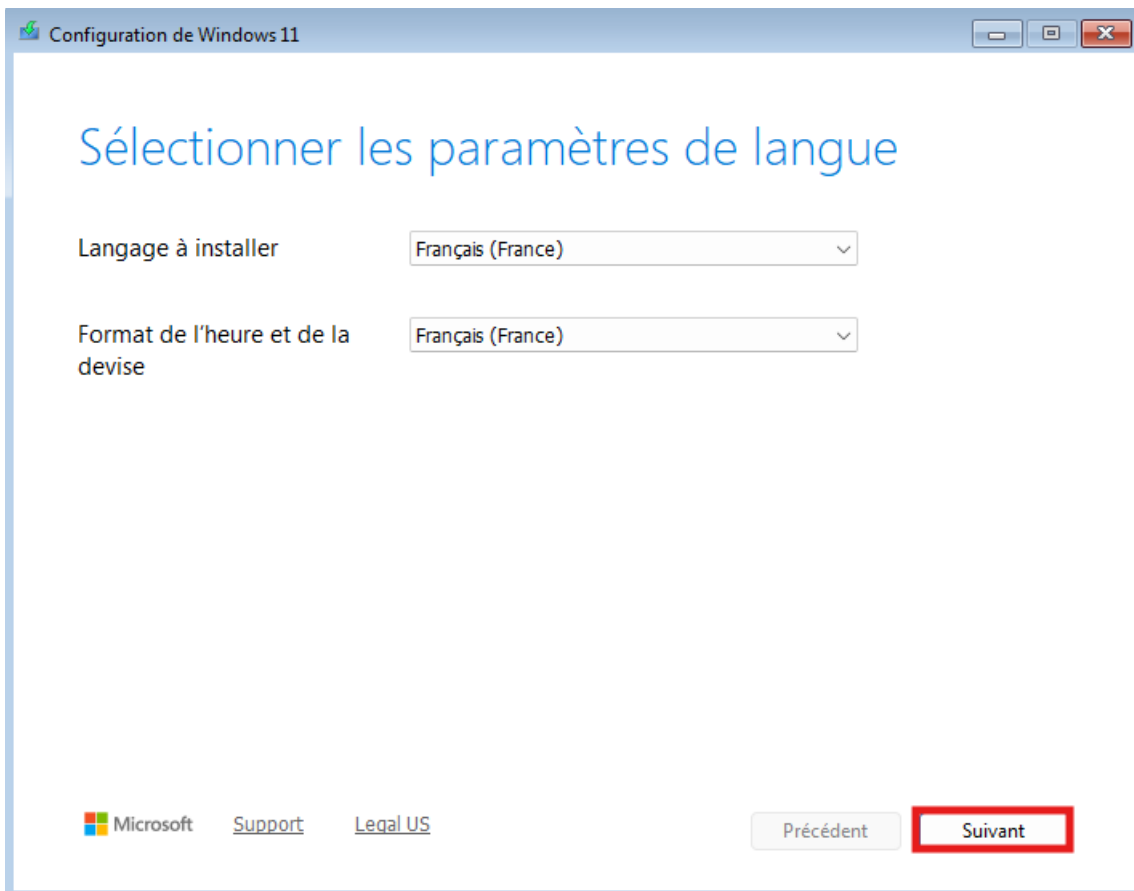 Configuration de Windows 11
Sélectionner les paramètres de langue
Langage à installer
Français (France)
Format de l’heure et de la
devise
Français (France)
Microsoft Support Legal US
Précédent Suivant